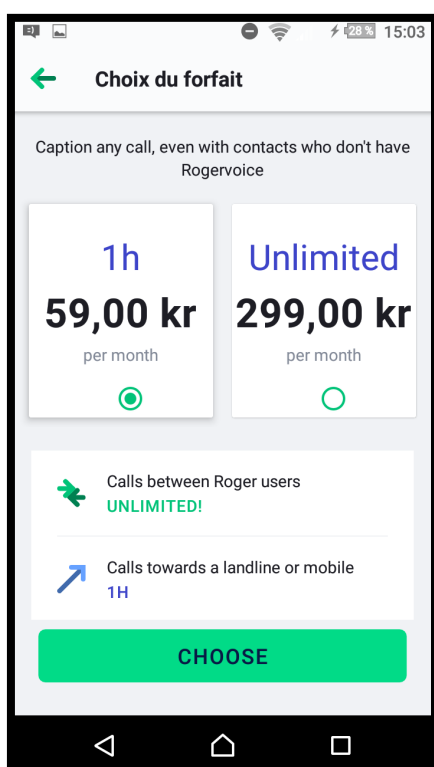 28 % 15:03
Choix du forfait
Caption any call, even with contacts who don't have
Rogervoice
1h
59,00 kr
per month
Unlimited
299,00 kr
per month
Calls between Roger users
UNLIMITED!
Calls towards a landline or mobile
1H
CHOOSE